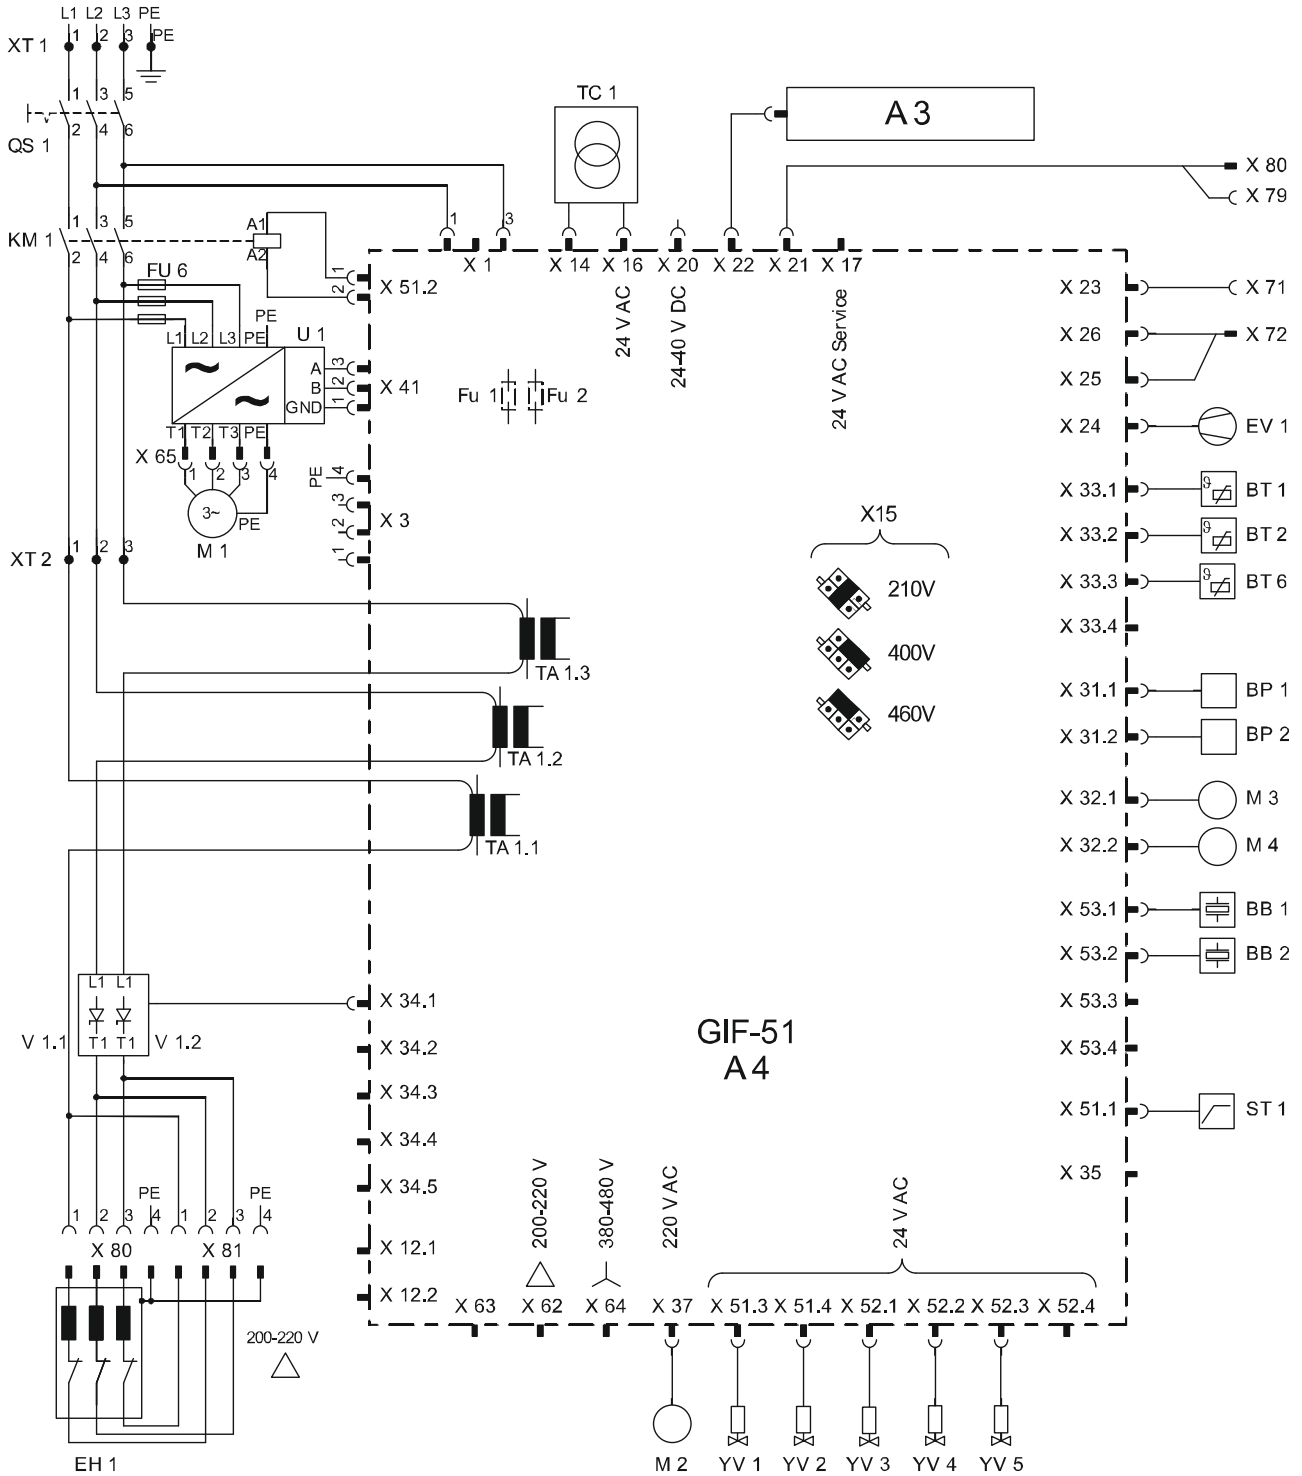 L1 L2 L3 PE
XT 1 1 2 3 PE
1 3 5
QS 1 2 4 6
TC 1
A 3
X 80
X 79
1 3 5
KM 1 2 4 6
A1
A2
1 3
X 1 X 14 X 16 X 20 X 22 X 21 X 17
24 V AC
24-40 V DC
24 V AC Service
FU 6
1
2
X 51.2
L1 L2 L3 PE
PE
U 1
~
~
A 3
B 2
GND 1
X 41
Fu 1 Fu 2
T1 T2 T3 PE
X 65 1 2 3 4
3~
PE
M 1
PE 4
3
2
1
X 3
XT 2 1 2 3
X15
210V
400V
460V
TA 1.3
TA 1.2
TA 1.1
X 23 X 71
X 26 X 72
X 25
X 24 EV 1
X 33.1 ϑ BT 1
X 33.2 ϑ BT 2
X 33.3 ϑ BT 6
X 33.4
X 31.1 BP 1
X 31.2 BP 2
X 32.1 M 3
X 32.2 M 4
X 53.1 BB 1
X 53.2 BB 2
X 53.3
X 53.4
X 51.1 ST 1
X 35
GIF-51
A 4
L1 L1
V 1.1 T1 T1 V 1.2
X 34.1
X 34.2
X 34.3
X 34.4
X 34.5
X 12.1
X 12.2
PE PE
1 2 3 4 1 2 3 4
X 80 X 81
200-220 V
EH 1
200-220 V
380-480 V
220 V AC
24 V AC
X 63 X 62 X 64 X 37 X 51.3 X 51.4 X 52.1 X 52.2 X 52.3 X 52.4
M 2 YV 1 YV 2 YV 3 YV 4 YV 5